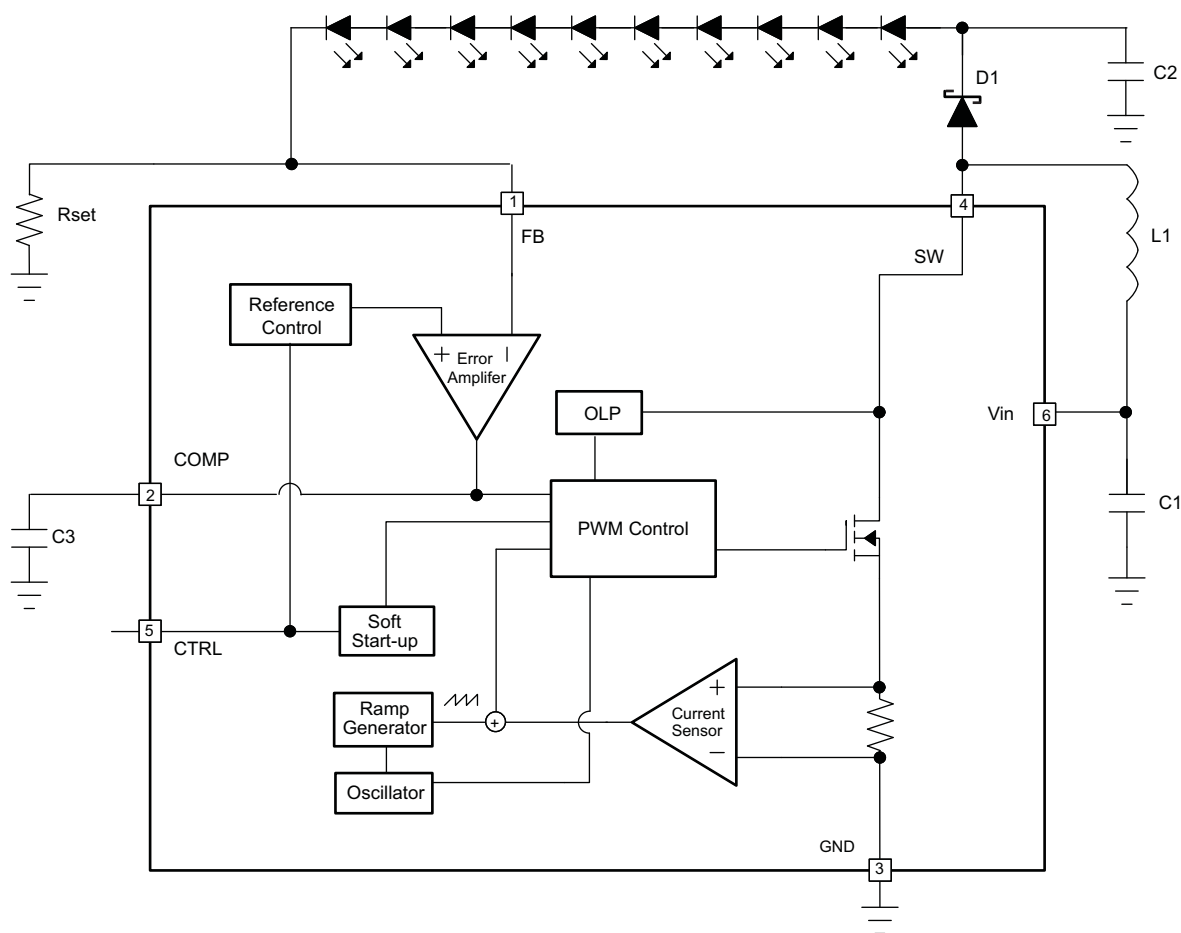 D1
C2
Rset
1
FB
4
SW
L1
Reference
Control
+
Error
Amplifer
OLP
Vin
6
COMP
2
PWM Control
C3
C1
5
CTRL
Soft
Start-up
Ramp
Generator
+
+
Current
Sensor
Oscillator
GND
3